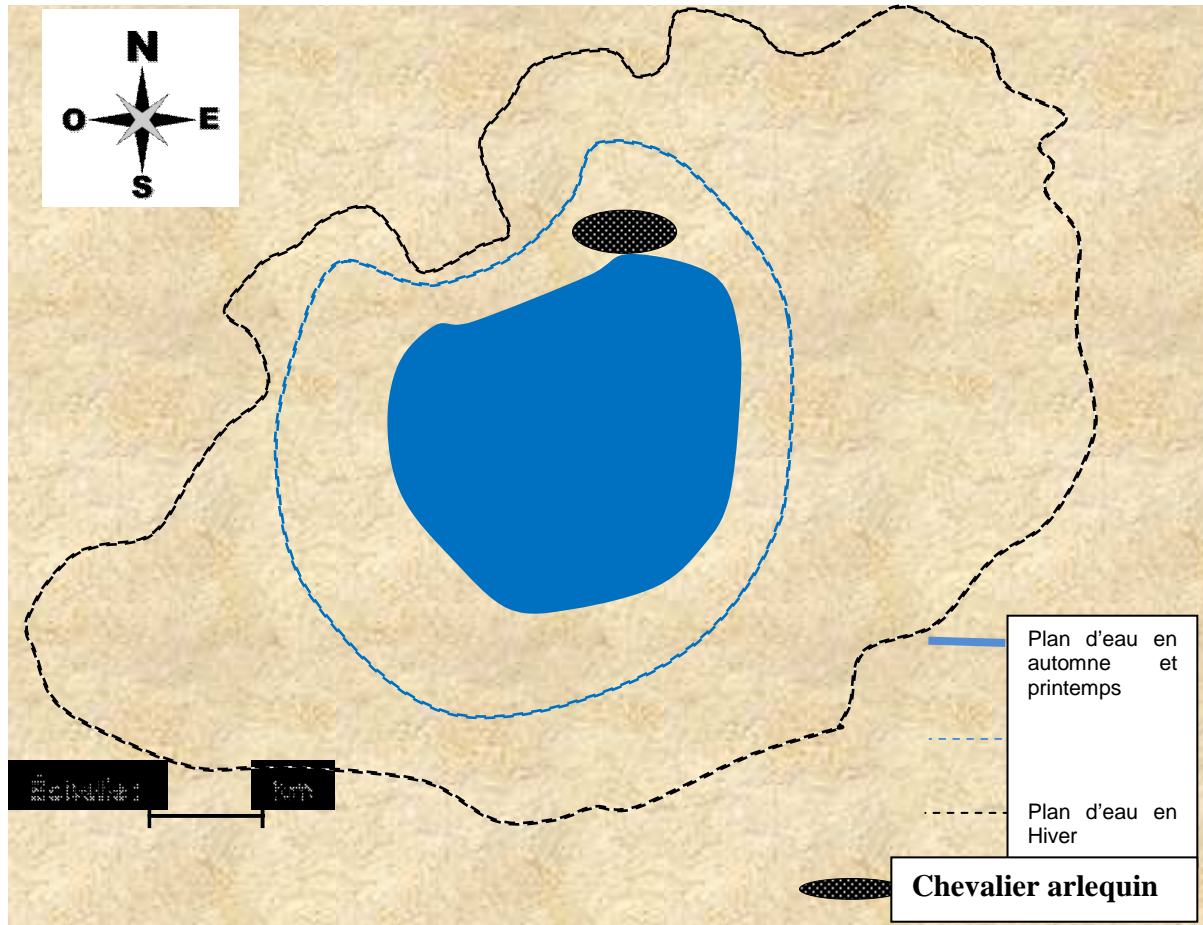 N
O E
S
Plan d'eau en
automne et
printemps
Plan d'eau en
Hiver
Chevalier arlequin